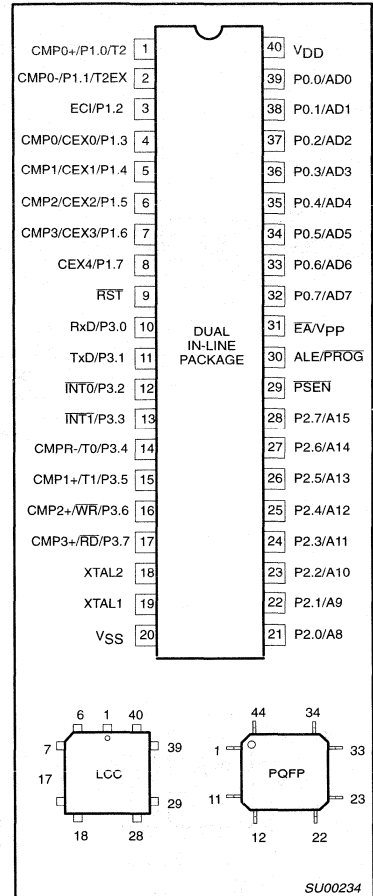 CMP0+/P1.0/T2 1 40 VDD
CMP0-/P1.1/T2EX 2 39 P0.0/AD0
ECI/P1.2 3 38 P0.1/AD1
CMP0/CEX0/P1.3 4 37 P0.2/AD2
CMP1/CEX1/P1.4 5 36 P0.3/AD3
CMP2/CEX2/P1.5 6 35 P0.4/AD4
CMP3/CEX3/P1.6 7 34 P0.5/AD5
CEX4/P1.7 8 33 P0.6/AD6
RST 9 32 P0.7/AD7
RxD/P3.0 10 31 EA/VPP
TxD/P3.1 11 30 ALE/PROG
DUAL
IN-LINE
PACKAGE
INT0/P3.2 12 29 PSEN
INT1/P3.3 13 28 P2.7/A15
CMPR-/T0/P3.4 14 27 P2.6/A14
CMP1+/T1/P3.5 15 26 P2.5/A13
CMP2+/WR/P3.6 16 25 P2.4/A12
CMP3+/RD/P3.7 17 24 P2.3/A11
XTAL2 18 23 P2.2/A10
XTAL1 19 22 P2.1/A9
VSS 20 21 P2.0/A8
6 1 40
7 39
17 LCC
29
18 28
44 34
1 33
PQFP
11 23
12 22
SU00234